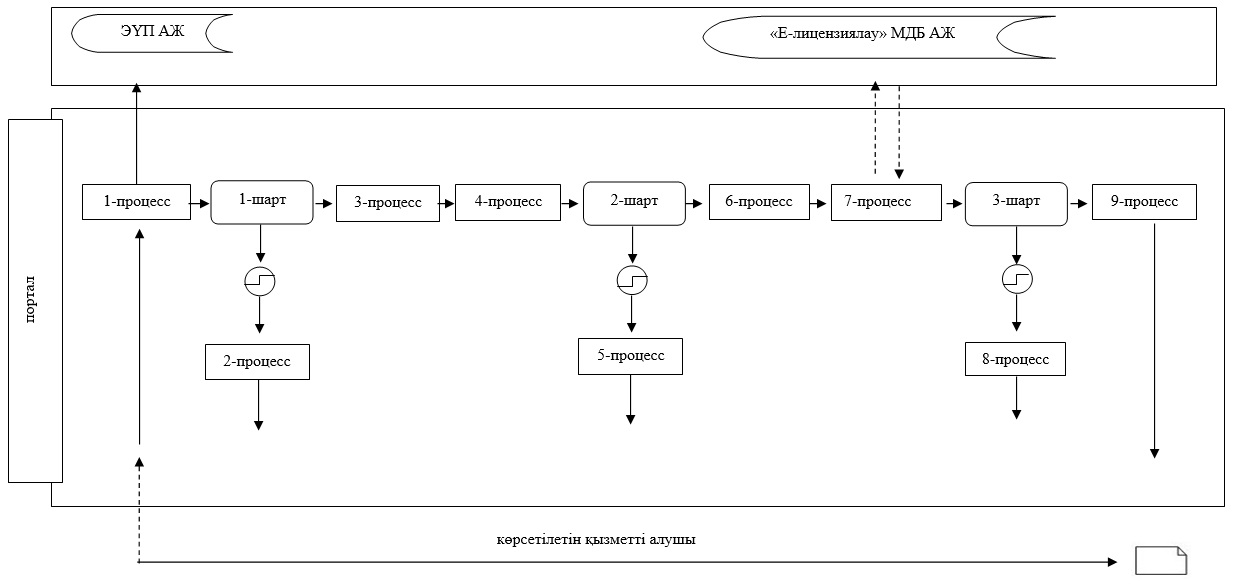 ЭҮП АЖ
«Е-лицензиялау» МДБ АЖ
портал
1-процесс
1-шарт
3-процесс
4-процесс
2-шарт
6-процесс
7-процесс
3-шарт
9-процесс
2-процесс
5-процесс
8-процесс
көрсетілетін қызметті алушы